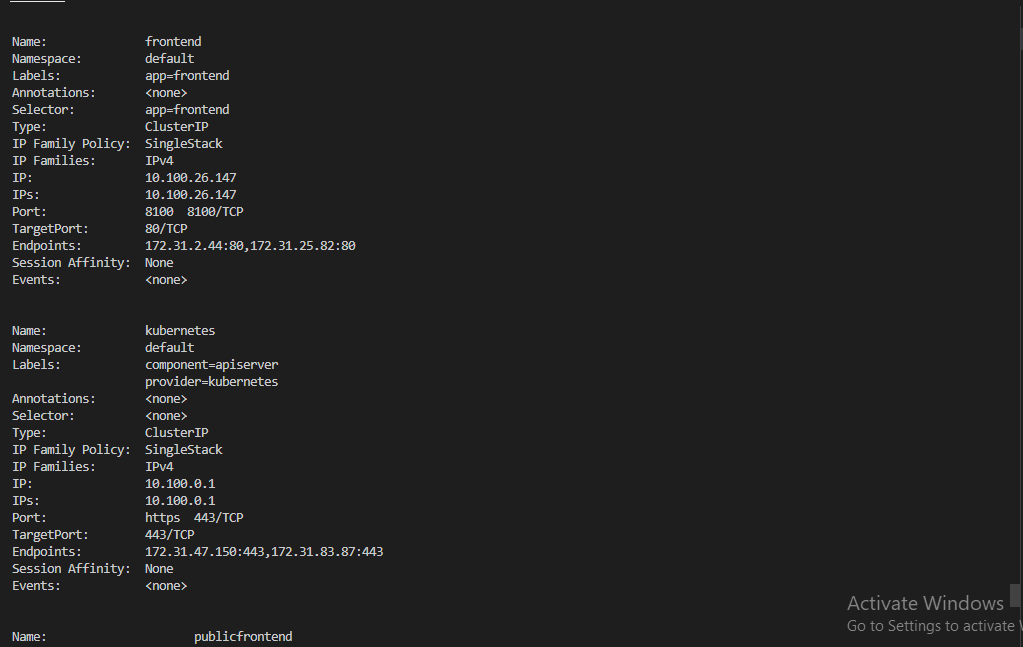 Name: frontend
Namespace: default
Labels: app=frontend
Annotations: <none>
Selector: app=frontend
Type: ClusterIP
IP Family Policy: SingleStack
IP Families: IPv4
IP: 10.100.26.147
IPs: 10.100.26.147
Port: 8100 8100/TCP
TargetPort: 80/TCP
Endpoints: 172.31.2.44:80,172.31.25.82:80
Session Affinity: None
Events: <none>
Name: kubernetes
Namespace: default
Labels: component=apiserver
provider=kubernetes
Annotations: <none>
Selector: <none>
Type: ClusterIP
IP Family Policy: SingleStack
IP Families: IPv4
IP: 10.100.0.1
IPs: 10.100.0.1
Port: https 443/TCP
TargetPort: 443/TCP
Endpoints: 172.31.47.150:443,172.31.83.87:443
Session Affinity: None
Events: <none>
Name: publicfrontend
Activate Windows
Go to Settings to activate